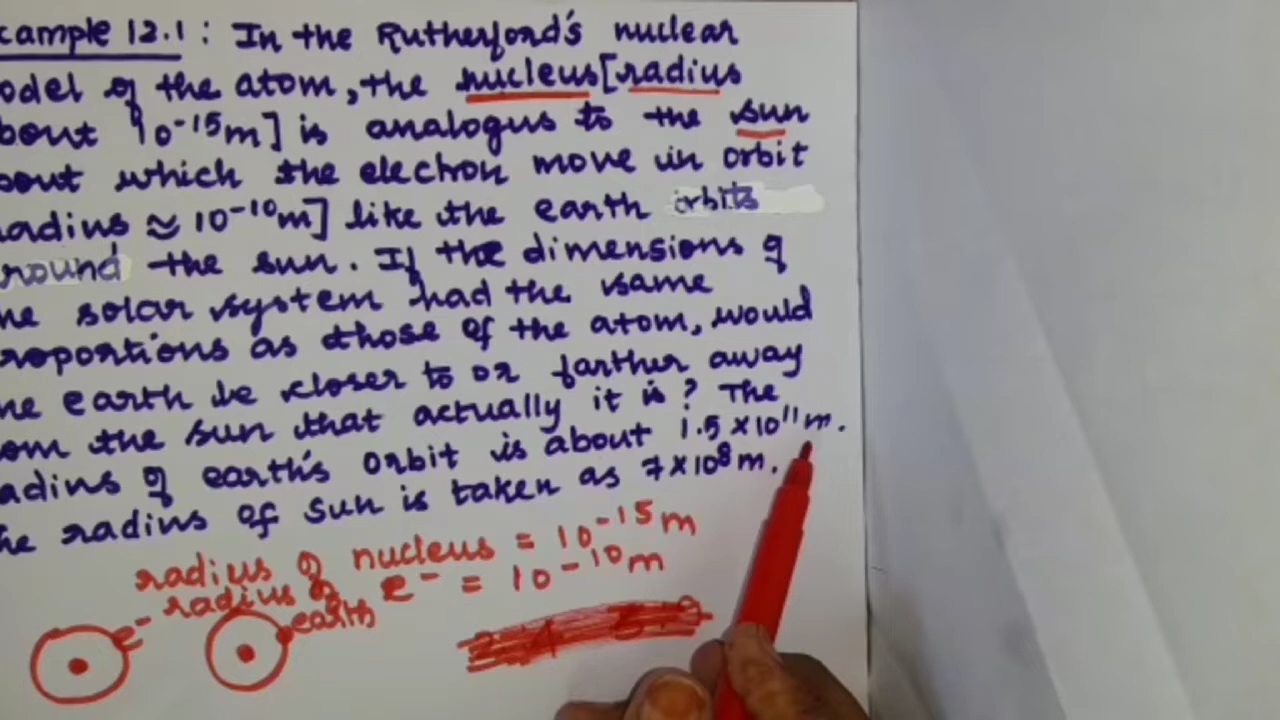 xample 12.1 : In the Rutherford's nuclear
odel of the atom, the nucleus [radius
bout 10-15m] is analogus to the sun
bout which the electron move in orbit
radius ≈ 10-10m] like the earth orbits
round the sun. If the dimensions of
he solar system had the same
roportions as those of the atom, would
he earth be closer to or farther away
om the sun that actually it is? The
adius of earth's orbit is about 1.5 × 10¹¹m.
he radius of sun is taken as 7 × 10⁸m.
radius of nucleus = 10-15m
radius of e- = 10-10m
e- earth